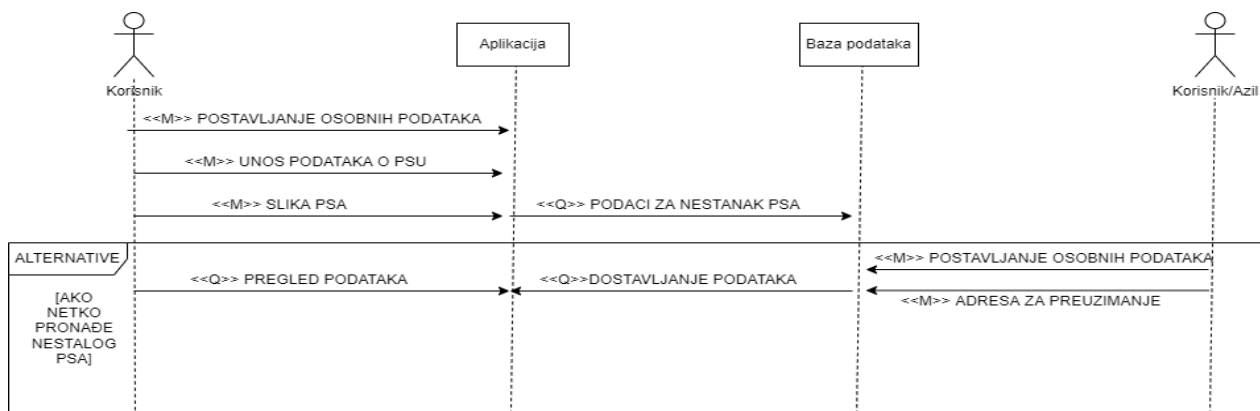 Korisnik
Aplikacija
Baza podataka
Korisnik/Azil
<<M>> POSTAVLJANJE OSOBNIH PODATAKA
<<M>> UNOS PODATAKA O PSU
<<M>> SLIKA PSA
<<Q>> PODACI ZA NESTANAK PSA
ALTERNATIVE
<<M>> POSTAVLJANJE OSOBNIH PODATAKA
<<Q>> PREGLED PODATAKA
<<Q>>DOSTAVLJANJE PODATAKA
<<M>> ADRESA ZA PREUZIMANJE
[AKO
NETKO
PRONAĐE
NESTALOG
PSA]